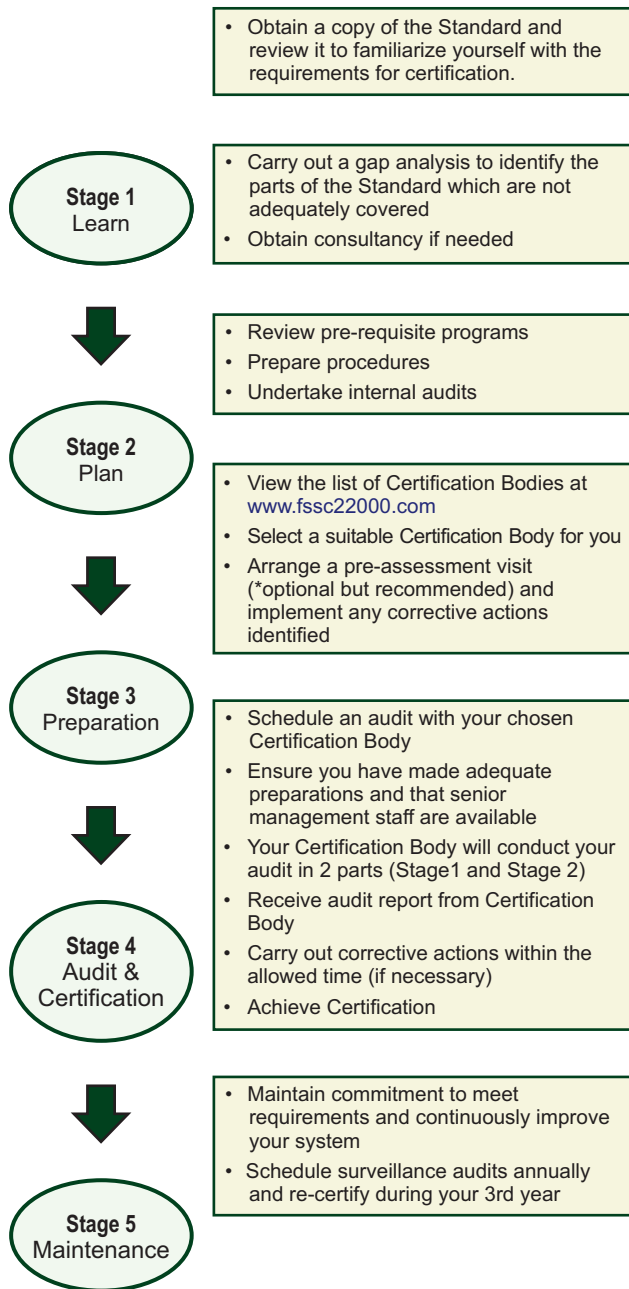 • Obtain a copy of the Standard and
review it to familiarize yourself with the
requirements for certification.
Stage 1
Learn
• Carry out a gap analysis to identify the
parts of the Standard which are not
adequately covered
• Obtain consultancy if needed
• Review pre-requisite programs
• Prepare procedures
• Undertake internal audits
Stage 2
Plan
• View the list of Certification Bodies at
www.fssc22000.com
• Select a suitable Certification Body for you
• Arrange a pre-assessment visit
(*optional but recommended) and
implement any corrective actions
identified
Stage 3
Preparation
• Schedule an audit with your chosen
Certification Body
• Ensure you have made adequate
preparations and that senior
management staff are available
• Your Certification Body will conduct your
audit in 2 parts (Stage1 and Stage 2)
• Receive audit report from Certification
Body
• Carry out corrective actions within the
allowed time (if necessary)
• Achieve Certification
Stage 4
Audit &
Certification
• Maintain commitment to meet
requirements and continuously improve
your system
• Schedule surveillance audits annually
and re-certify during your 3rd year
Stage 5
Maintenance